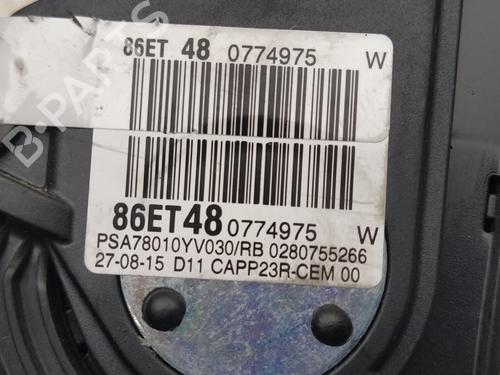 86ET 48 0774975 W
86ET48 0774975 W
PSA78010YV030/RB 0280755266
27-08-15 D11 CAPP23R-CEM 00
B-PARTS